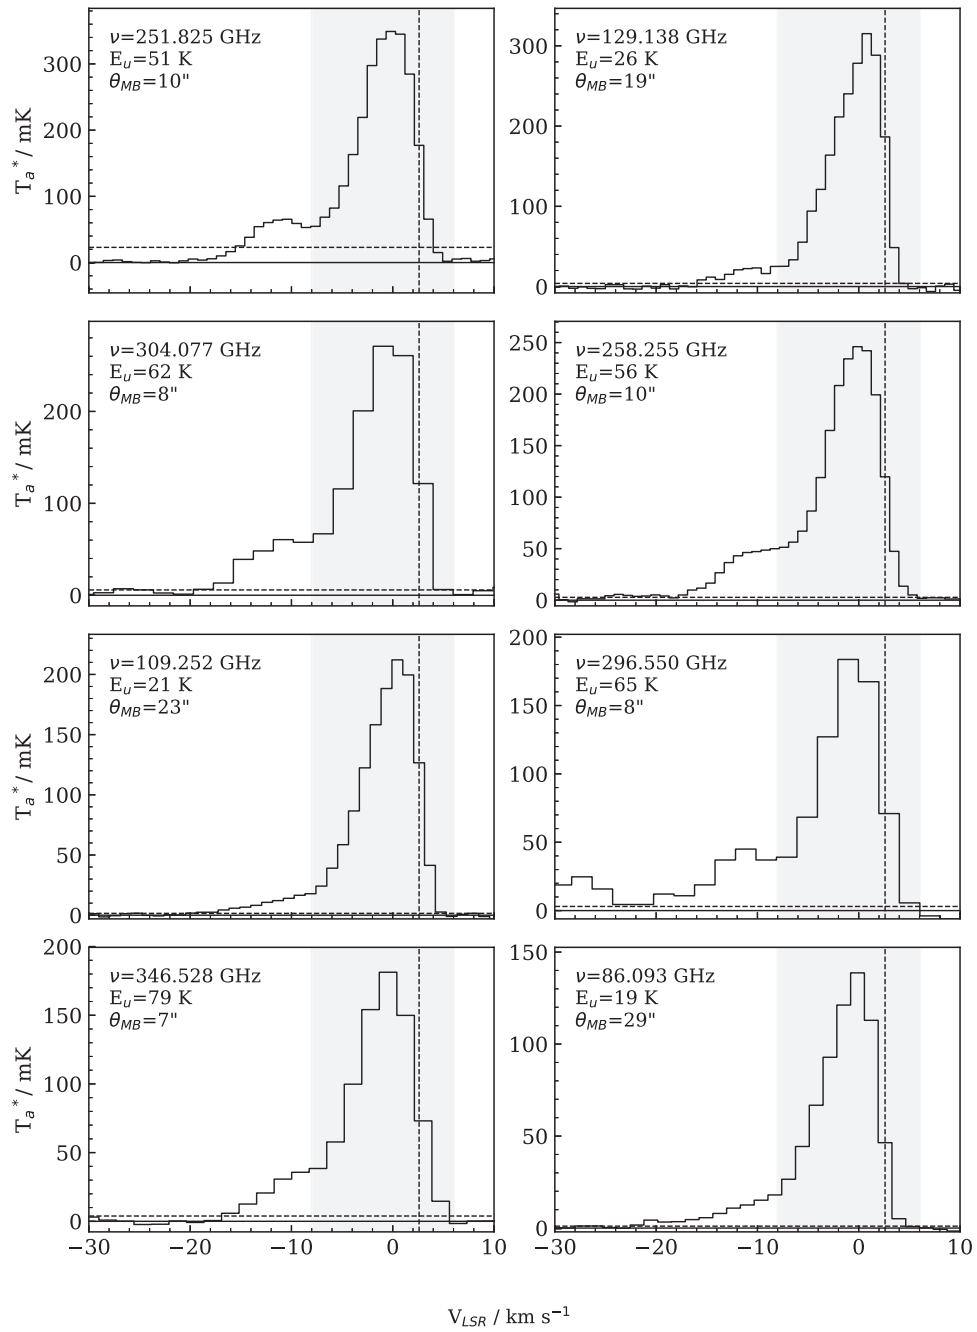 ν=251.825 GHz
E_u=51 K
θ_MB=10"
300
200
100
0
T_a* / mK
ν=129.138 GHz
E_u=26 K
θ_MB=19"
300
200
100
0
ν=304.077 GHz
E_u=62 K
θ_MB=8"
200
100
0
T_a* / mK
ν=258.255 GHz
E_u=56 K
θ_MB=10"
250
200
150
100
50
0
ν=109.252 GHz
E_u=21 K
θ_MB=23"
200
150
100
50
0
T_a* / mK
ν=296.550 GHz
E_u=65 K
θ_MB=8"
200
150
100
50
0
ν=346.528 GHz
E_u=79 K
θ_MB=7"
200
150
100
50
0
T_a* / mK
−30 −20 −10 0 10
ν=86.093 GHz
E_u=19 K
θ_MB=29"
150
100
50
0
−30 −20 −10 0 10
V_LSR / km s⁻¹